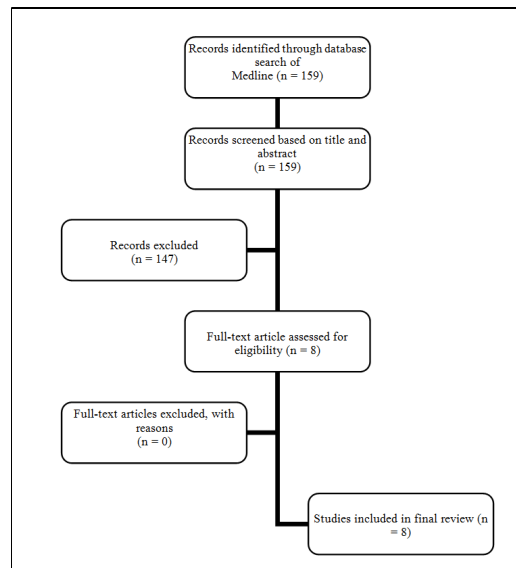 Records identified through database
search of
Medline (n = 159)
Records screened based on title and
abstract
(n = 159)
Records excluded
(n = 147)
Full-text article assessed for
eligibility (n = 8)
Full-text articles excluded, with
reasons
(n = 0)
Studies included in final review (n
= 8)